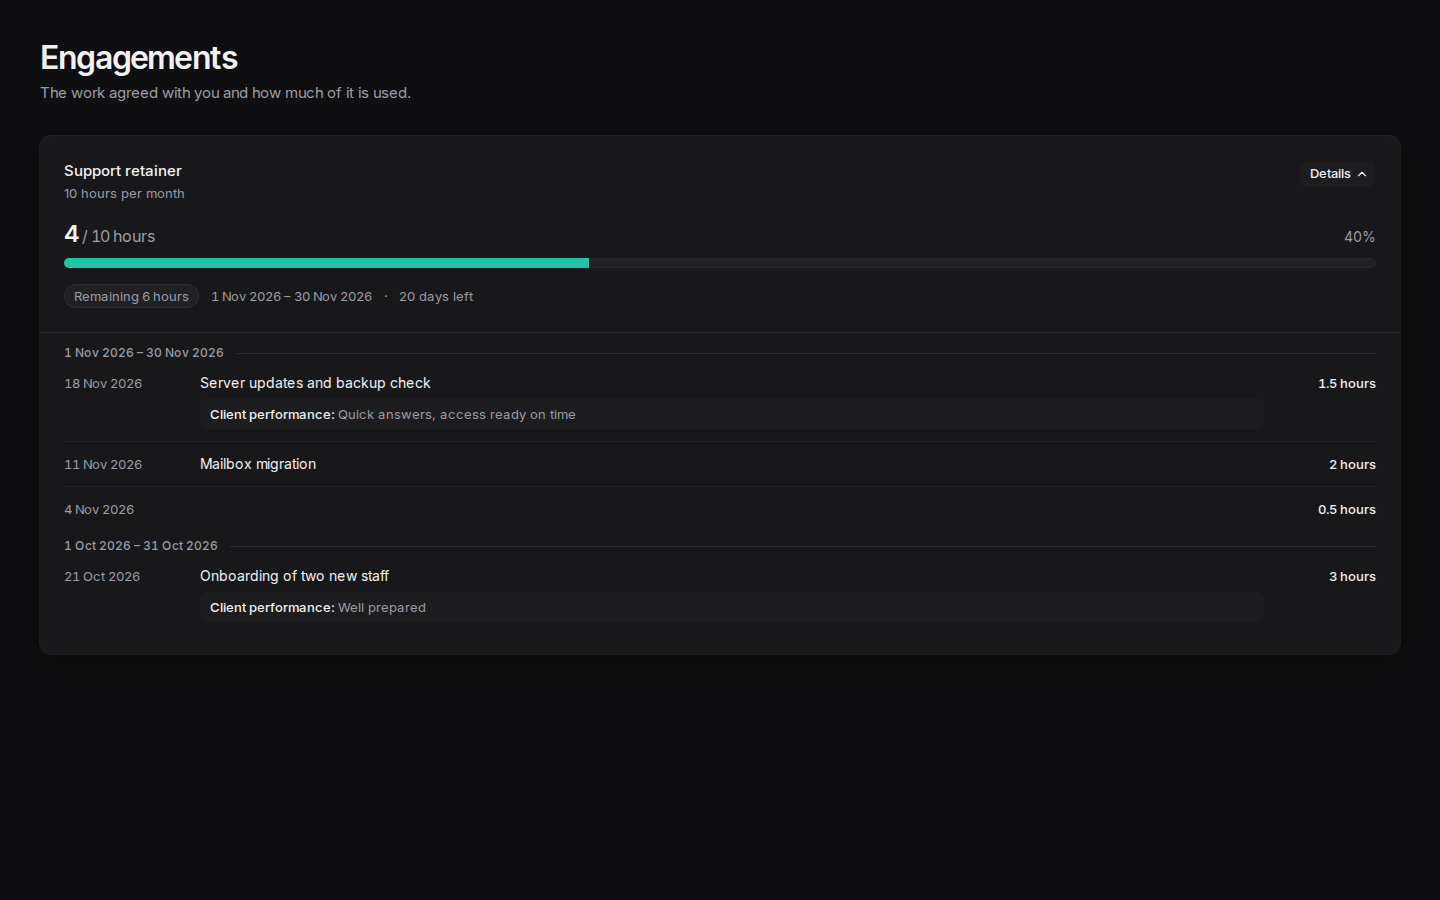 Engagements
The work agreed with you and how much of it is used.
Support retainer
Details
10 hours per month
4 / 10 hours
40%
Remaining 6 hours
1 Nov 2026 – 30 Nov 2026 · 20 days left
1 Nov 2026 – 30 Nov 2026
18 Nov 2026 Server updates and backup check 1.5 hours
Client performance: Quick answers, access ready on time
11 Nov 2026 Mailbox migration 2 hours
4 Nov 2026 0.5 hours
1 Oct 2026 – 31 Oct 2026
21 Oct 2026 Onboarding of two new staff 3 hours
Client performance: Well prepared